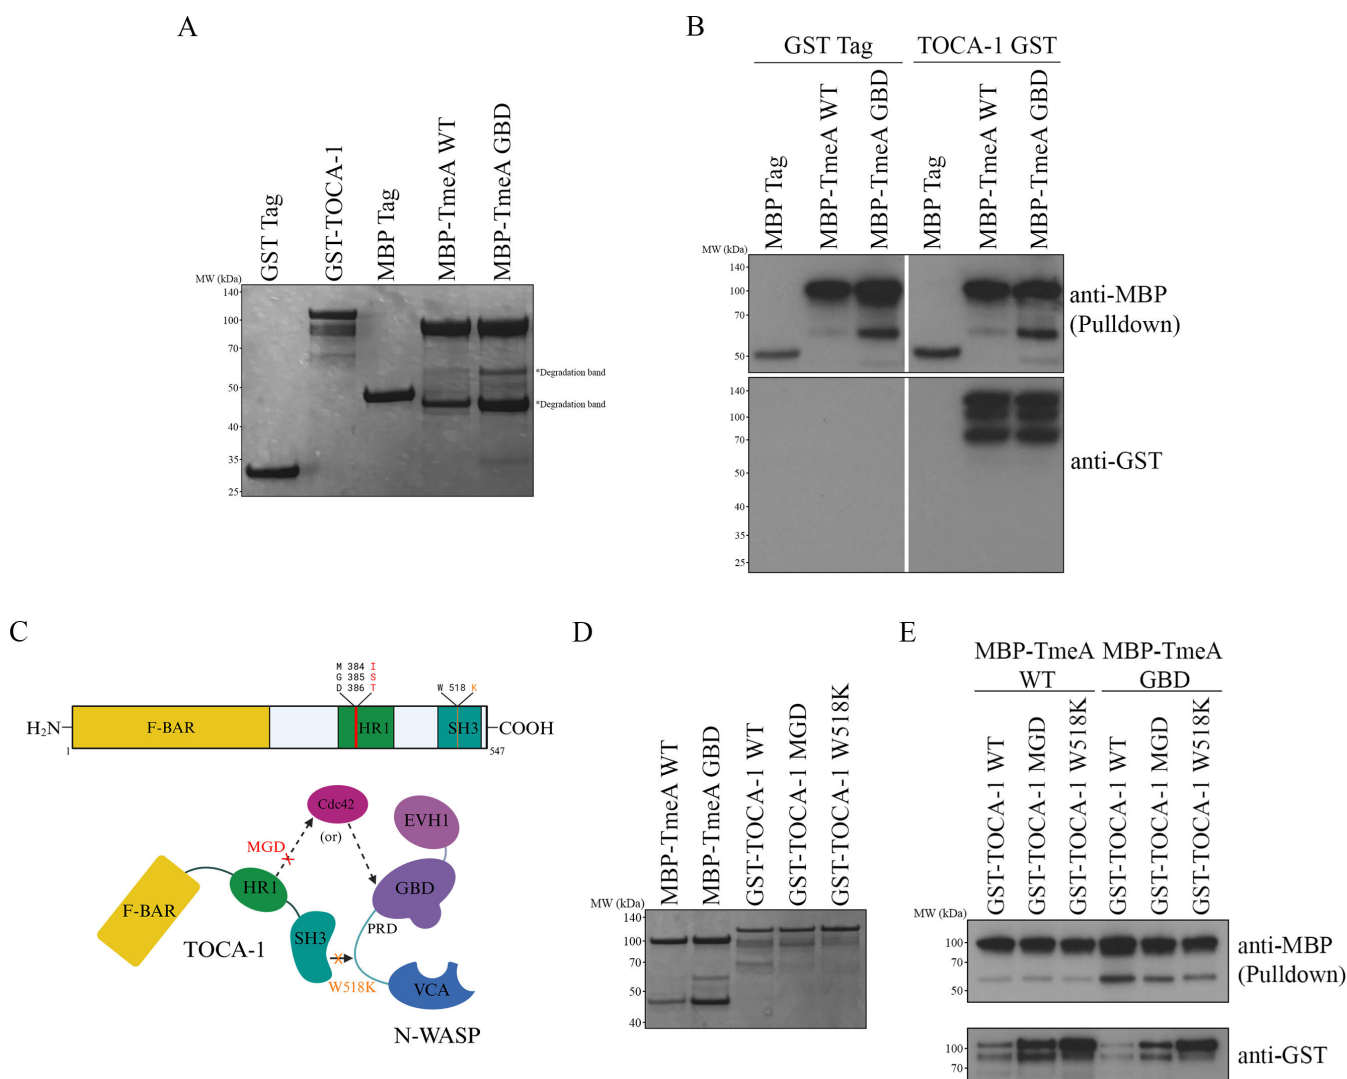 A
GST Tag
GST-TOCA-1
MBP Tag
MBP-TmeA WT
MBP-TmeA GBD
MW (kDa)
140
100
70
50
40
35
25
*Degradation band
*Degradation band
B
GST Tag
TOCA-1 GST
MBP Tag
MBP-TmeA WT
MBP-TmeA GBD
MBP Tag
MBP-TmeA WT
MBP-TmeA GBD
MW (kDa)
140
100
70
50
anti-MBP
(Pulldown)
140
100
70
50
40
35
25
anti-GST
C
M 384 I
G 385 S
D 386 T
W 518 K
H2N
F-BAR
HR1
SH3
COOH
1
547
Cdc42
(or)
MGD
EVH1
HR1
GBD
F-BAR
SH3
PRD
TOCA-1
W518K
VCA
N-WASP
D
MBP-TmeA WT
MBP-TmeA GBD
GST-TOCA-1 WT
GST-TOCA-1 MGD
GST-TOCA-1 W518K
MW (kDa)
140
100
70
50
40
E
MBP-TmeA
WT
MBP-TmeA
GBD
GST-TOCA-1 WT
GST-TOCA-1 MGD
GST-TOCA-1 W518K
GST-TOCA-1 WT
GST-TOCA-1 MGD
GST-TOCA-1 W518K
MW (kDa)
100
70
50
anti-MBP
(Pulldown)
100
70
anti-GST